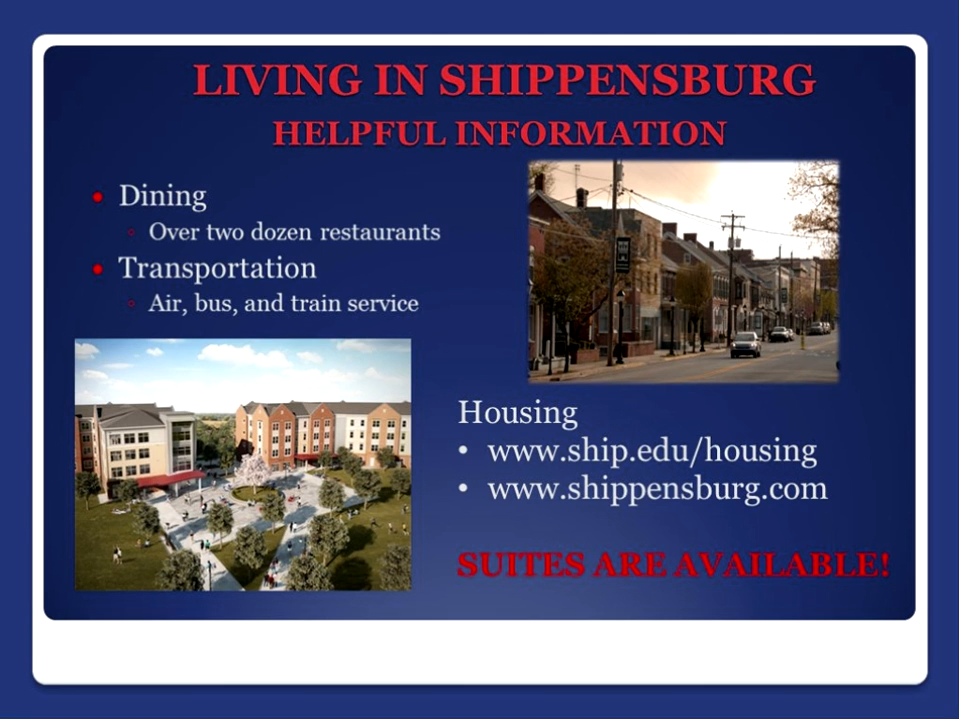 LIVING IN SHIPPENSBURG
HELPFUL INFORMATION
• Dining
◦ Over two dozen restaurants
• Transportation
◦ Air, bus, and train service
Housing
• www.ship.edu/housing
• www.shippensburg.com
SUITES ARE AVAILABLE!